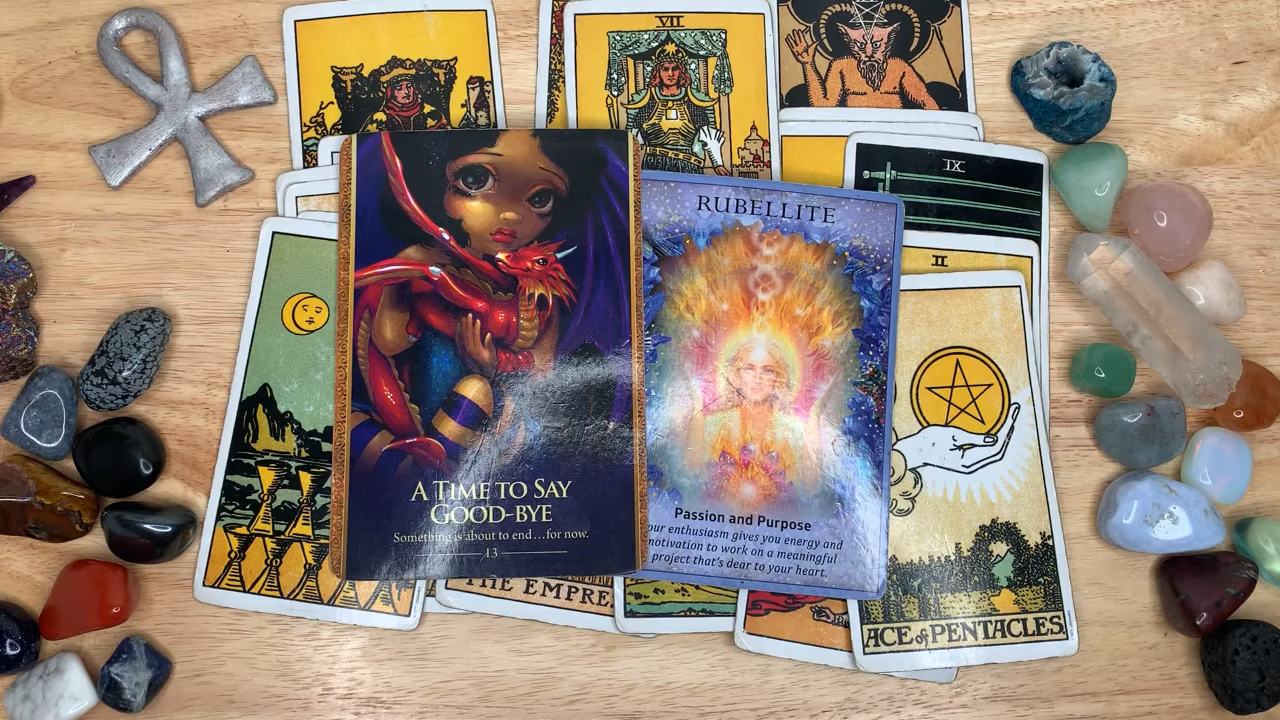 VII
IX
RUBELLITE
II
A TIME TO SAY
GOOD-BYE
Something is about to end...for now.
13
Passion and Purpose
our enthusiasm gives you energy and
motivation to work on a meaningful
project that's dear to your heart.
THE EMPRE
ACE of PENTACLES